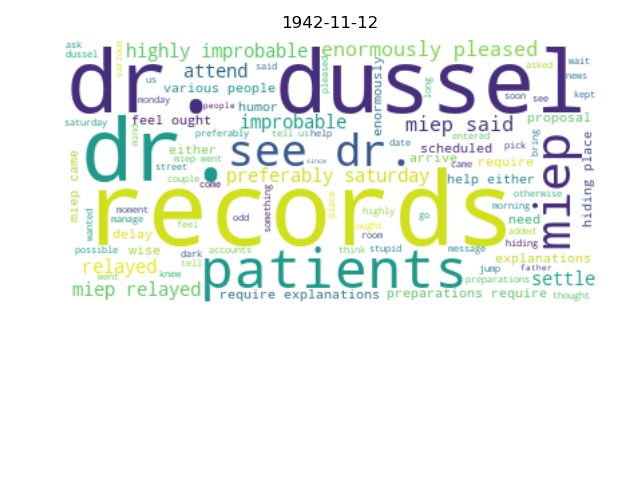 1942-11-12
ask
dussel
various
highly improbable
enormously pleased
dr. dussel
attend
us
various people
monday
people
humor
pleased
enormously
long
said
asked
wait
news
kept
soon
see
saturday
feel ought
mind
improbable
preferably
tell us
help
miep said
proposal
dr.
see dr.
date
entered
scheduled
pick
bring
miep
hiding place
miep came
street
either
miep went
since
arrive
came
require
couple
come
preferably saturday
help either
records
wanted
moment
manage
delay
odd
something
place
highly
ought
room
go
morning
otherwise
need
added
hiding
feel
possible
wise
dark
accounts
think
stupid
message
explanations
relayed
tell
knew
went
patients
jump
father
preparations
settle
miep relayed
require explanations
preparations require
thought